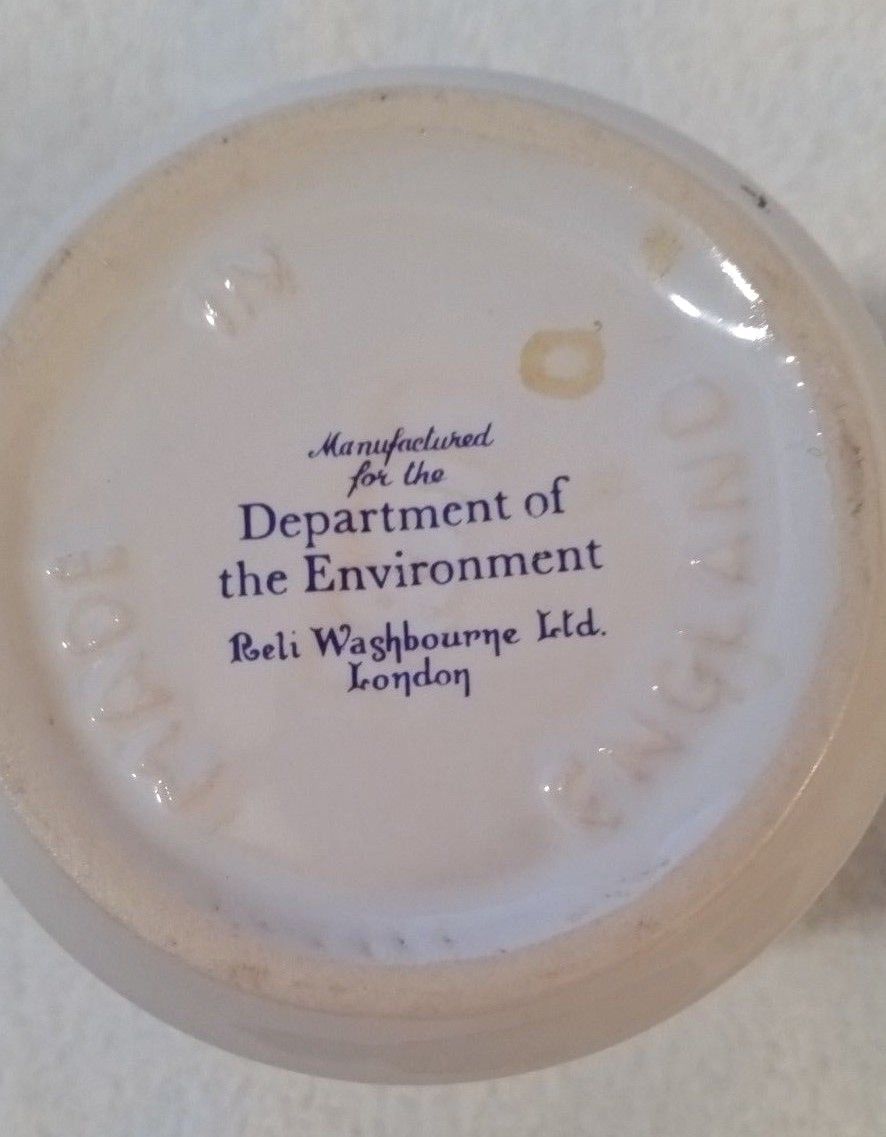 Manufactured
for the
Department of
the Environment
Reli Washbourne Ltd.
London
MADE
IN
ENGLAND